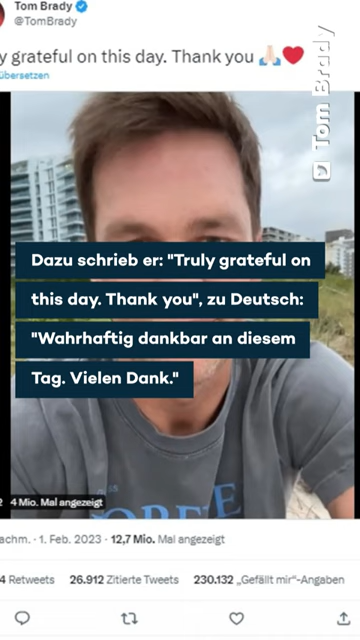 Tom Brady
@TomBrady
y grateful on this day. Thank you 🙏🏻❤️
übersetzen
Tom Brady
Dazu schrieb er: "Truly grateful on
this day. Thank you", zu Deutsch:
"Wahrhaftig dankbar an diesem
Tag. Vielen Dank."
4 Mio. Mal angezeigt
achm. · 1. Feb. 2023 · 12,7 Mio. Mal angezeigt
4 Retweets 26.912 Zitierte Tweets 230.132 „Gefällt mir“-Angaben